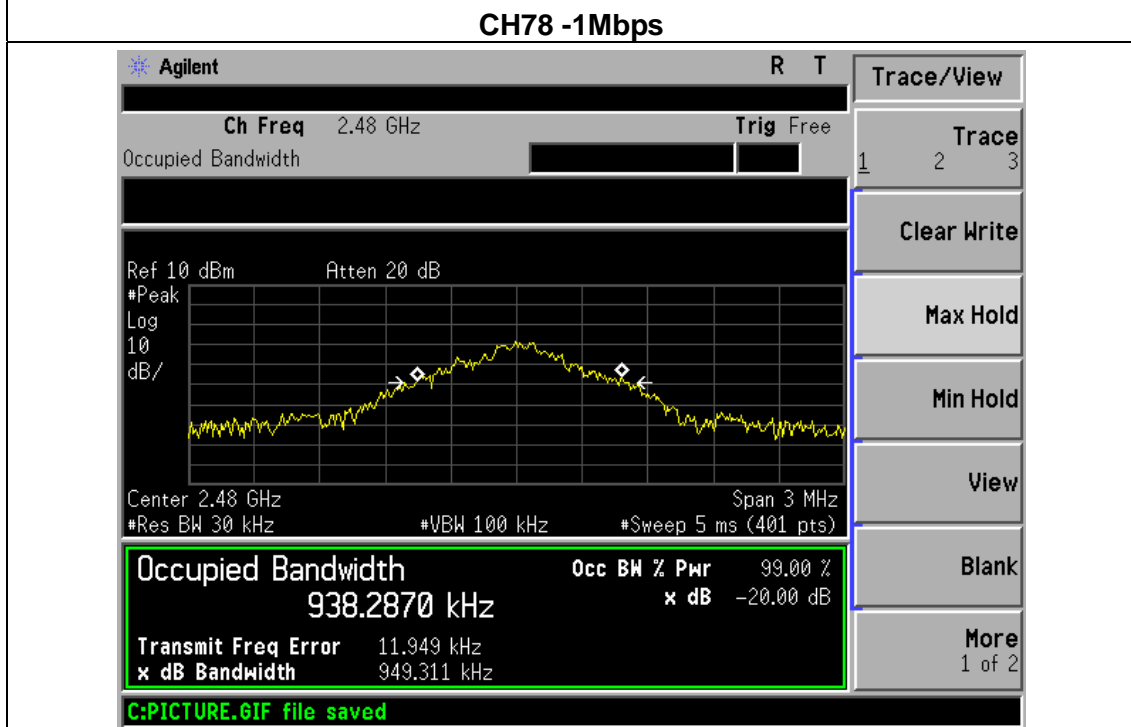 CH78 -1Mbps
Agilent R T
Trace/View
Ch Freq 2.48 GHz Trig Free
Occupied Bandwidth
Trace
1 2 3
Clear Write
Ref 10 dBm Atten 20 dB
#Peak
Log
10
dB/
Max Hold
Min Hold
View
Center 2.48 GHz Span 3 MHz
#Res BW 30 kHz #VBW 100 kHz #Sweep 5 ms (401 pts)
Occupied Bandwidth Occ BW % Pwr 99.00 %
938.2870 kHz x dB -20.00 dB
Blank
Transmit Freq Error 11.949 kHz
x dB Bandwidth 949.311 kHz
More
1 of 2
C:PICTURE.GIF file saved